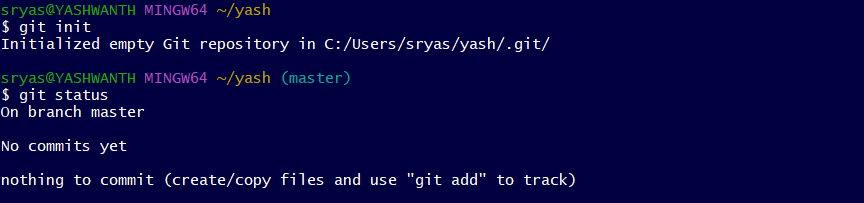 sryas@YASHWANTH MINGW64 ~/yash
$ git init
Initialized empty Git repository in C:/Users/sryas/yash/.git/
sryas@YASHWANTH MINGW64 ~/yash (master)
$ git status
On branch master
No commits yet
nothing to commit (create/copy files and use "git add" to track)